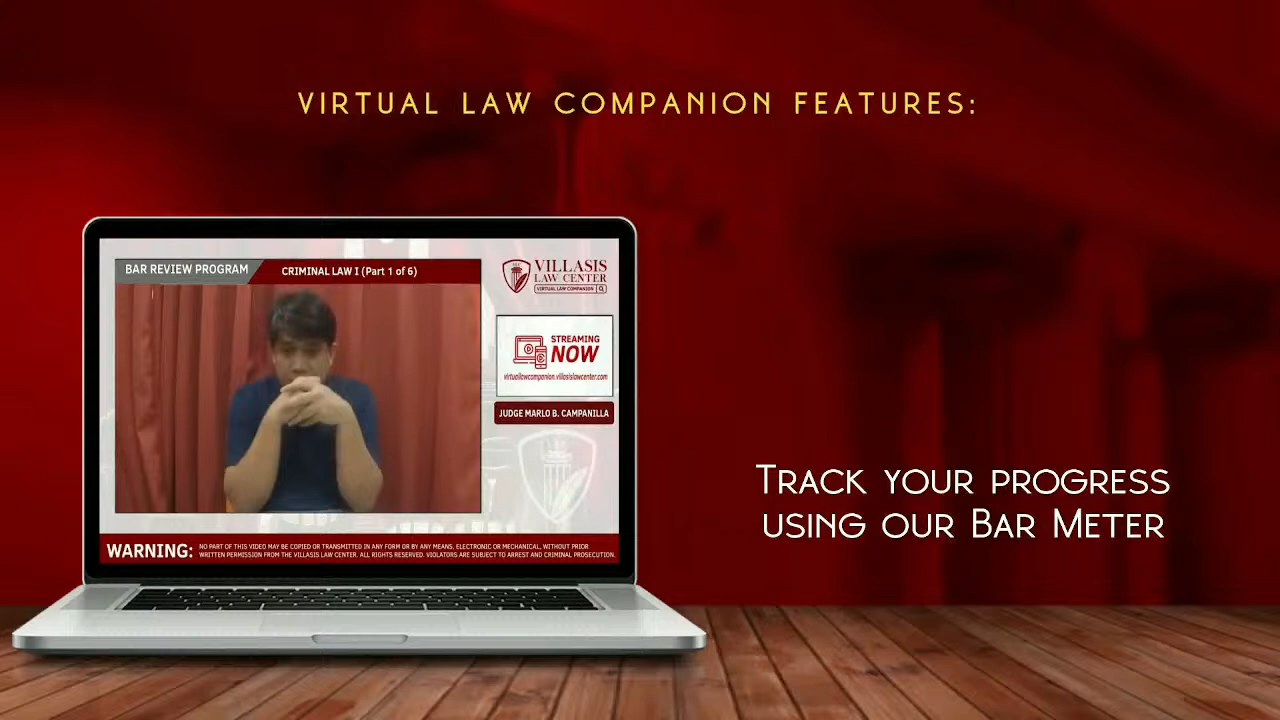 VIRTUAL LAW COMPANION FEATURES:
BAR REVIEW PROGRAM
CRIMINAL LAW I (Part 1 of 6)
VILLASIS
LAW CENTER
VIRTUAL LAW COMPANION
STREAMING
NOW
virtuallawcompanion.villasislawcenter.com
JUDGE MARLO B. CAMPANILLA
TRACK YOUR PROGRESS
USING OUR BAR METER
WARNING:
NO PART OF THIS VIDEO MAY BE COPIED OR TRANSMITTED IN ANY FORM OR BY ANY MEANS, ELECTRONIC OR MECHANICAL, WITHOUT PRIOR
WRITTEN PERMISSION FROM THE VILLASIS LAW CENTER. ALL RIGHTS RESERVED. VIOLATORS ARE SUBJECT TO ARREST AND CRIMINAL PROSECUTION.